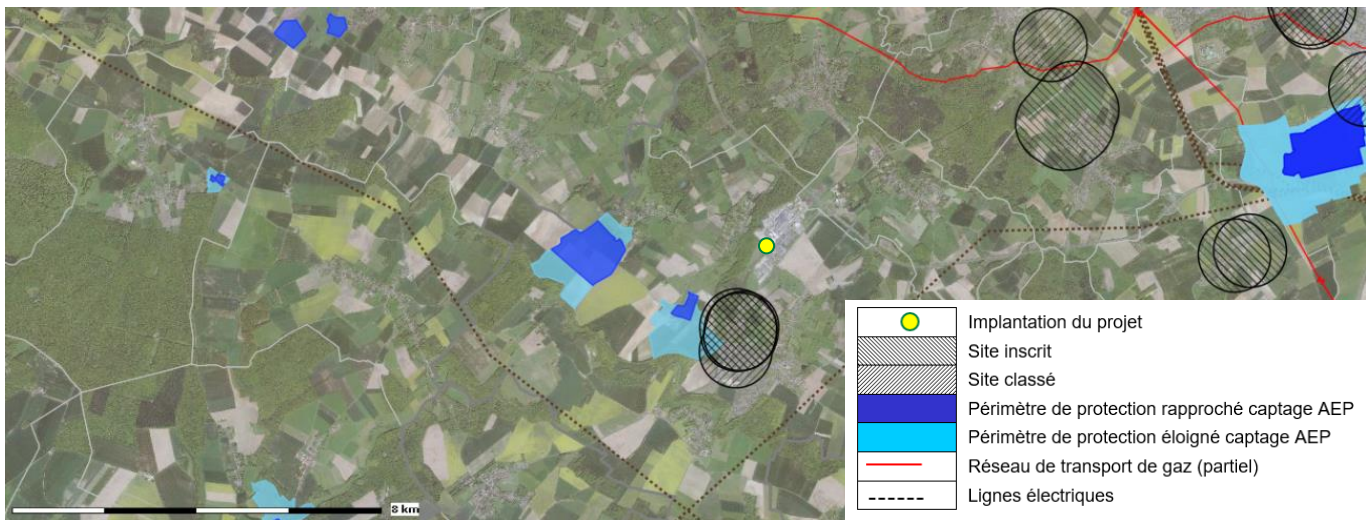 Implantation du projet
Site inscrit
Site classé
Périmètre de protection rapproché captage AEP
Périmètre de protection éloigné captage AEP
Réseau de transport de gaz (partiel)
Lignes électriques
8 km